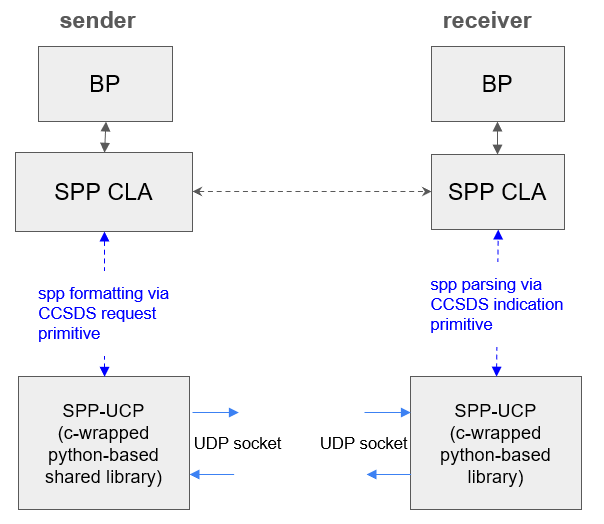 sender
receiver
BP
BP
SPP CLA
SPP CLA
spp formatting via
CCSDS request
primitive
spp parsing via
CCSDS indication
primitive
SPP-UCP
(c-wrapped
python-based
shared library)
UDP socket
UDP socket
SPP-UCP
(c-wrapped
python-based
library)